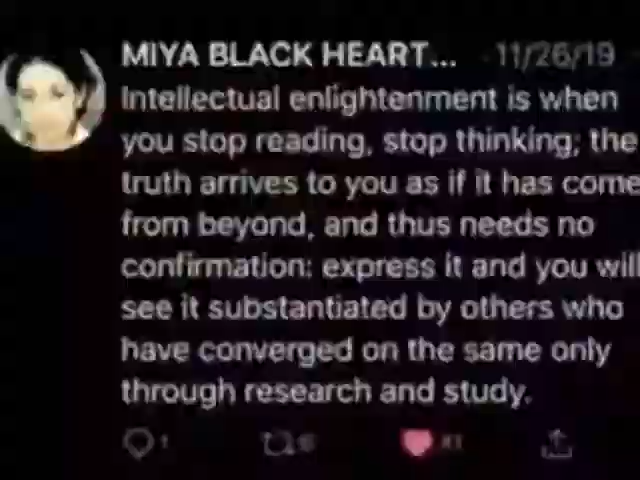 MIYA BLACK HEART... 11/26/19
Intellectual enlightenment is when
you stop reading, stop thinking; the
truth arrives to you as if it has come
from beyond, and thus needs no
confirmation: express it and you will
see it substantiated by others who
have converged on the same only
through research and study.
1